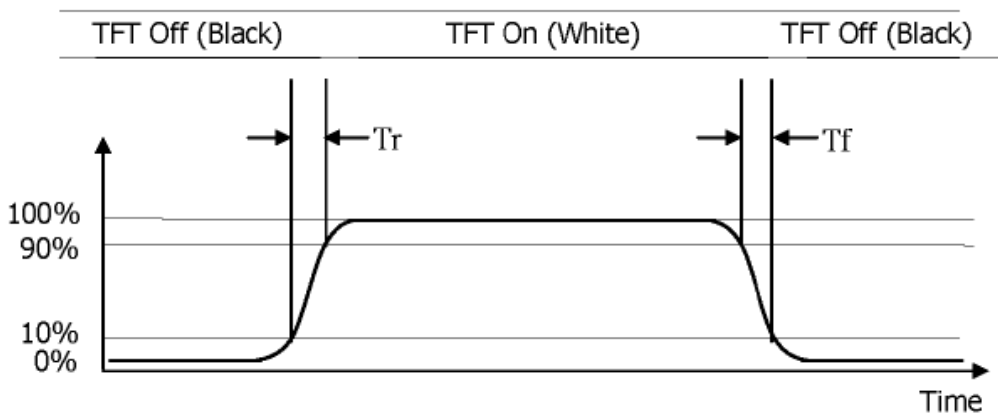 TFT Off (Black) TFT On (White) TFT Off (Black)
Tr Tf
100%
90%
10%
0%
Time